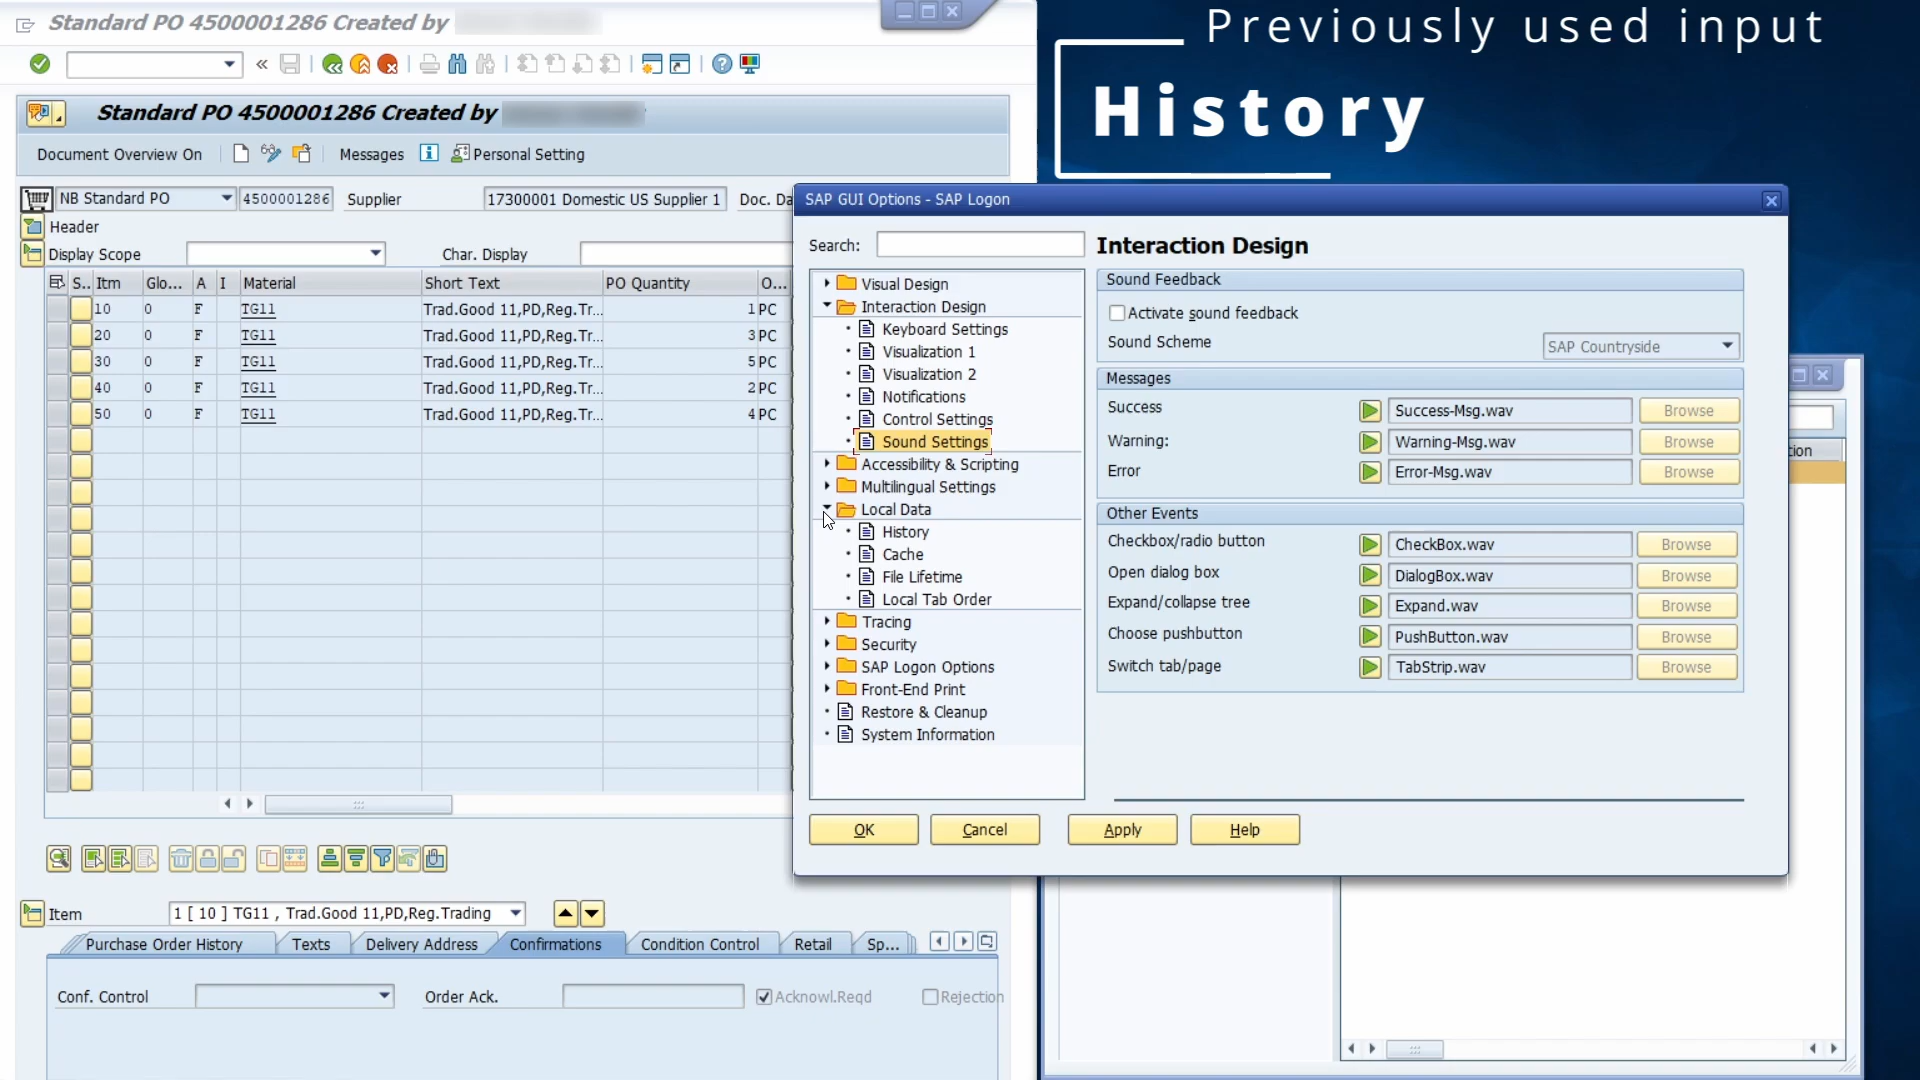 Standard PO 4500001286 Created by
Previously used input
History
Standard PO 4500001286 Created by
Document Overview On
Messages
Personal Setting
NB Standard PO
4500001286
Supplier
17300001 Domestic US Supplier 1
Doc. Da
Header
Display Scope
Char. Display
S.. Itm Glo... A I Material Short Text PO Quantity O...
10 0 F TG11 Trad.Good 11,PD,Reg.Tr... 1 PC
20 0 F TG11 Trad.Good 11,PD,Reg.Tr... 3 PC
30 0 F TG11 Trad.Good 11,PD,Reg.Tr... 5 PC
40 0 F TG11 Trad.Good 11,PD,Reg.Tr... 2 PC
50 0 F TG11 Trad.Good 11,PD,Reg.Tr... 4 PC
Item
1 [ 10 ] TG11 , Trad.Good 11,PD,Reg.Trading
Purchase Order History
Texts
Delivery Address
Confirmations
Condition Control
Retail
Sp...
Conf. Control
Order Ack.
Acknowl.Reqd
Rejection
SAP GUI Options - SAP Logon
Search:
Visual Design
Interaction Design
Keyboard Settings
Visualization 1
Visualization 2
Notifications
Control Settings
Sound Settings
Accessibility & Scripting
Multilingual Settings
Local Data
History
Cache
File Lifetime
Local Tab Order
Tracing
Security
SAP Logon Options
Front-End Print
Restore & Cleanup
System Information
Interaction Design
Sound Feedback
Activate sound feedback
Sound Scheme SAP Countryside
Messages
Success Success-Msg.wav Browse
Warning: Warning-Msg.wav Browse
Error Error-Msg.wav Browse
Other Events
Checkbox/radio button CheckBox.wav Browse
Open dialog box DialogBox.wav Browse
Expand/collapse tree Expand.wav Browse
Choose pushbutton PushButton.wav Browse
Switch tab/page TabStrip.wav Browse
OK
Cancel
Apply
Help
tion